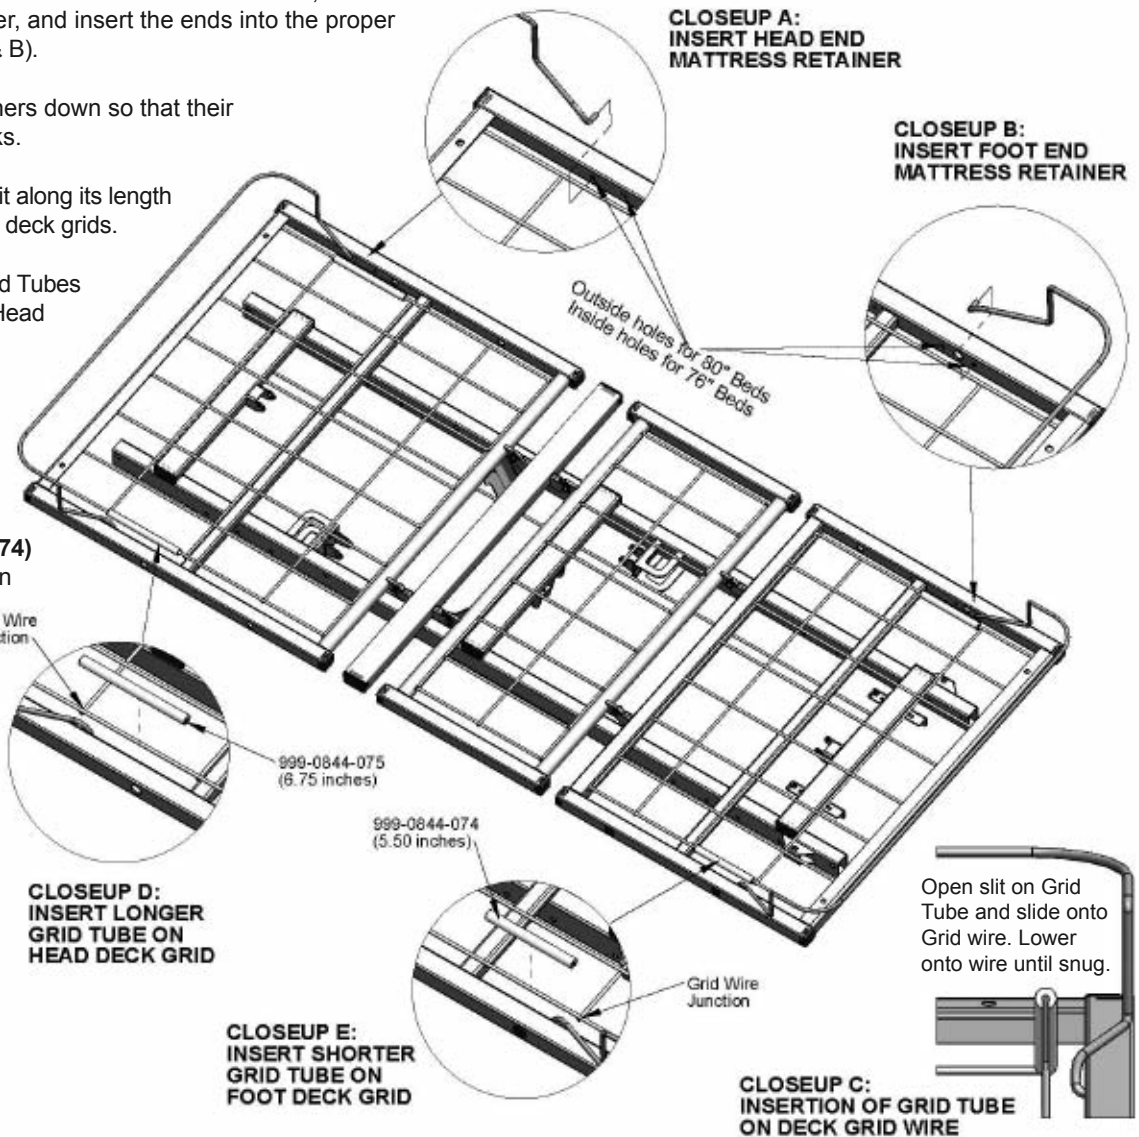 er, and insert the ends into the proper
B).
ners down so that their
ks.
it along its length
deck grids.
d Tubes
Head
74)
n
Wire
ction
CLOSEUP A:
INSERT HEAD END
MATTRESS RETAINER
CLOSEUP B:
INSERT FOOT END
MATTRESS RETAINER
Outside holes for 80" Beds
Inside holes for 76" Beds
999-0844-075
(6.75 inches)
999-0844-074
(5.50 inches)
CLOSEUP D:
INSERT LONGER
GRID TUBE ON
HEAD DECK GRID
Grid Wire
Junction
CLOSEUP E:
INSERT SHORTER
GRID TUBE ON
FOOT DECK GRID
Open slit on Grid
Tube and slide onto
Grid wire. Lower
onto wire until snug.
CLOSEUP C:
INSERTION OF GRID TUBE
ON DECK GRID WIRE